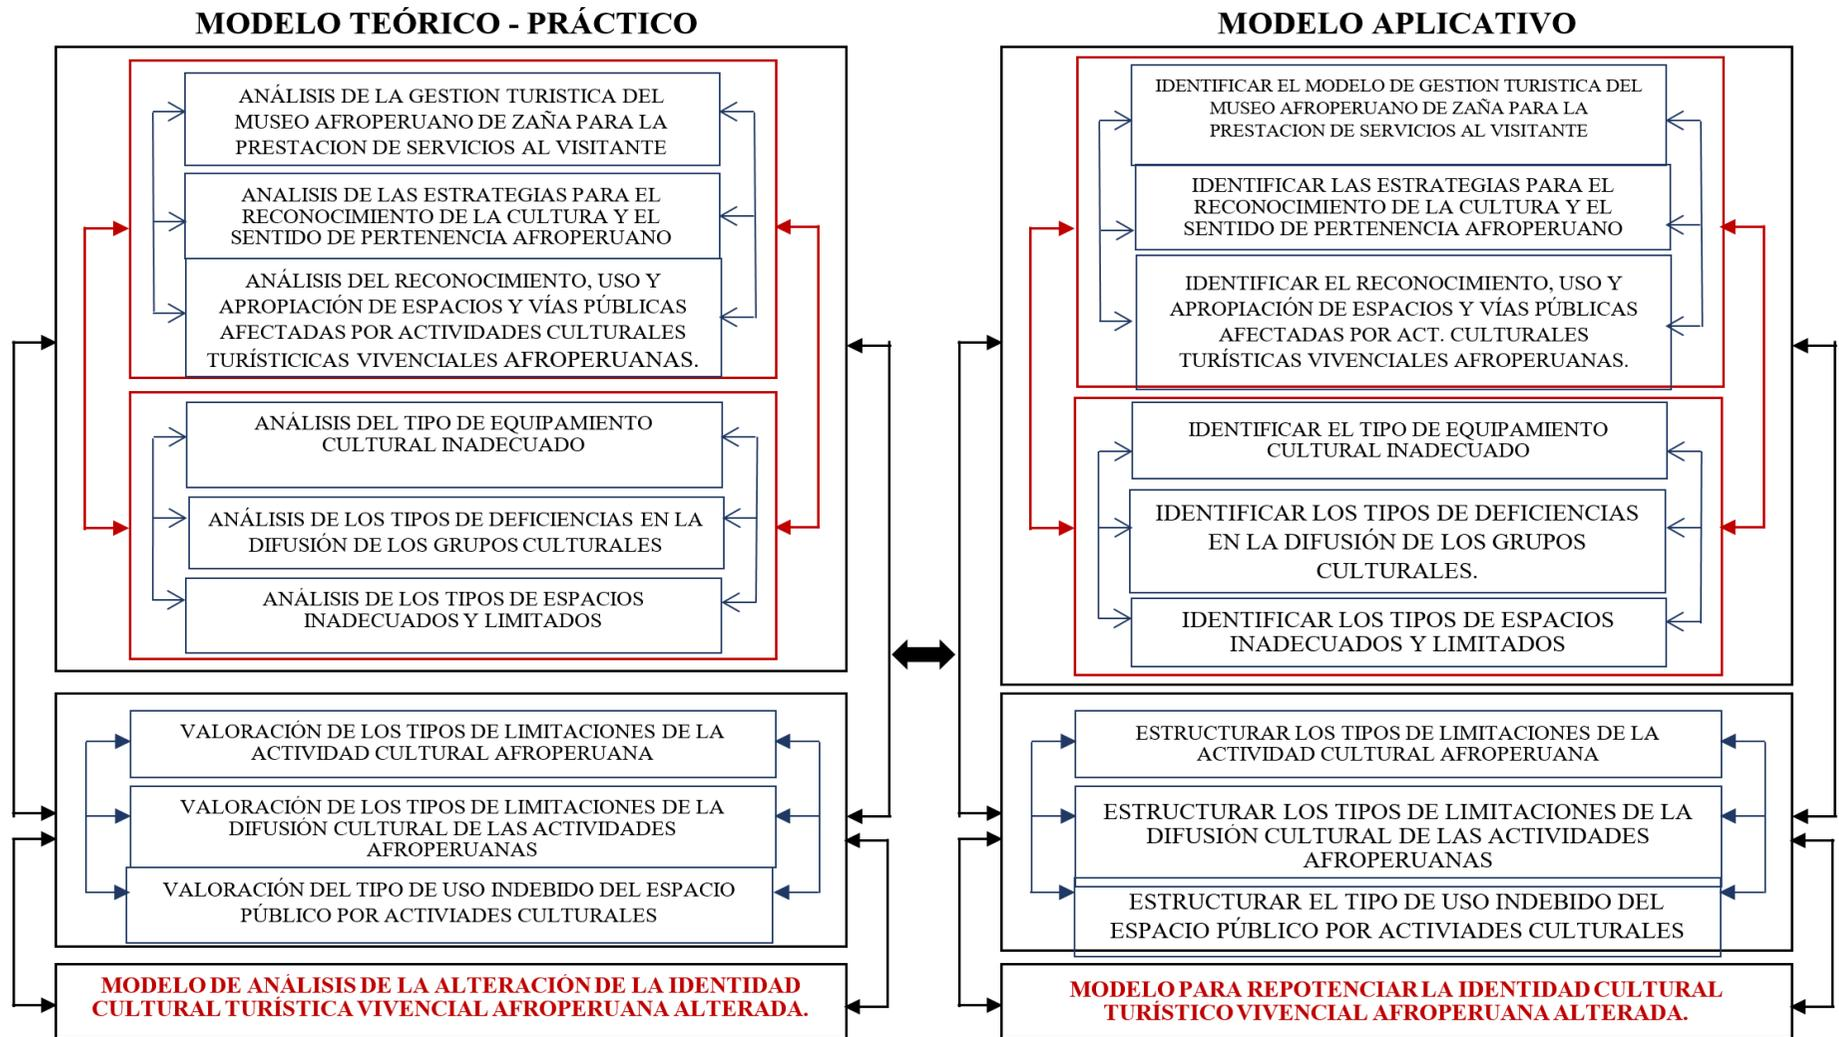 MODELO TEÓRICO - PRÁCTICO
ANÁLISIS DE LA GESTION TURISTICA DEL
MUSEO AFROPERUANO DE ZAÑA PARA LA
PRESTACION DE SERVICIOS AL VISITANTE
ANALISIS DE LAS ESTRATEGIAS PARA EL
RECONOCIMIENTO DE LA CULTURA Y EL
SENTIDO DE PERTENENCIA AFROPERUANO
ANÁLISIS DEL RECONOCIMIENTO, USO Y
APROPIACIÓN DE ESPACIOS Y VÍAS PÚBLICAS
AFECTADAS POR ACTIVIDADES CULTURALES
TURÍSTICICAS VIVENCIALES AFROPERUANAS.
ANÁLISIS DEL TIPO DE EQUIPAMIENTO
CULTURAL INADECUADO
ANÁLISIS DE LOS TIPOS DE DEFICIENCIAS EN LA
DIFUSIÓN DE LOS GRUPOS CULTURALES
ANÁLISIS DE LOS TIPOS DE ESPACIOS
INADECUADOS Y LIMITADOS
VALORACIÓN DE LOS TIPOS DE LIMITACIONES DE LA
ACTIVIDAD CULTURAL AFROPERUANA
VALORACIÓN DE LOS TIPOS DE LIMITACIONES DE LA
DIFUSIÓN CULTURAL DE LAS ACTIVIDADES
AFROPERUANAS
VALORACIÓN DEL TIPO DE USO INDEBIDO DEL ESPACIO
PÚBLICO POR ACTIVIADES CULTURALES
MODELO DE ANÁLISIS DE LA ALTERACIÓN DE LA IDENTIDAD
CULTURAL TURÍSTICA VIVENCIAL AFROPERUANA ALTERADA.
MODELO APLICATIVO
IDENTIFICAR EL MODELO DE GESTION TURISTICA DEL
MUSEO AFROPERUANO DE ZAÑA PARA LA
PRESTACION DE SERVICIOS AL VISITANTE
IDENTIFICAR LAS ESTRATEGIAS PARA EL
RECONOCIMIENTO DE LA CULTURA Y EL
SENTIDO DE PERTENENCIA AFROPERUANO
IDENTIFICAR EL RECONOCIMIENTO, USO Y
APROPIACIÓN DE ESPACIOS Y VÍAS PÚBLICAS
AFECTADAS POR ACT. CULTURALES
TURÍSTICAS VIVENCIALES AFROPERUANAS.
IDENTIFICAR EL TIPO DE EQUIPAMIENTO
CULTURAL INADECUADO
IDENTIFICAR LOS TIPOS DE DEFICIENCIAS
EN LA DIFUSIÓN DE LOS GRUPOS
CULTURALES.
IDENTIFICAR LOS TIPOS DE ESPACIOS
INADECUADOS Y LIMITADOS
ESTRUCTURAR LOS TIPOS DE LIMITACIONES DE LA
ACTIVIDAD CULTURAL AFROPERUANA
ESTRUCTURAR LOS TIPOS DE LIMITACIONES DE LA
DIFUSIÓN CULTURAL DE LAS ACTIVIDADES
AFROPERUANAS
ESTRUCTURAR EL TIPO DE USO INDEBIDO DEL
ESPACIO PÚBLICO POR ACTIVIADES CULTURALES
MODELO PARA REPOTENCIAR LA IDENTIDAD CULTURAL
TURÍSTICO VIVENCIAL AFROPERUANA ALTERADA.